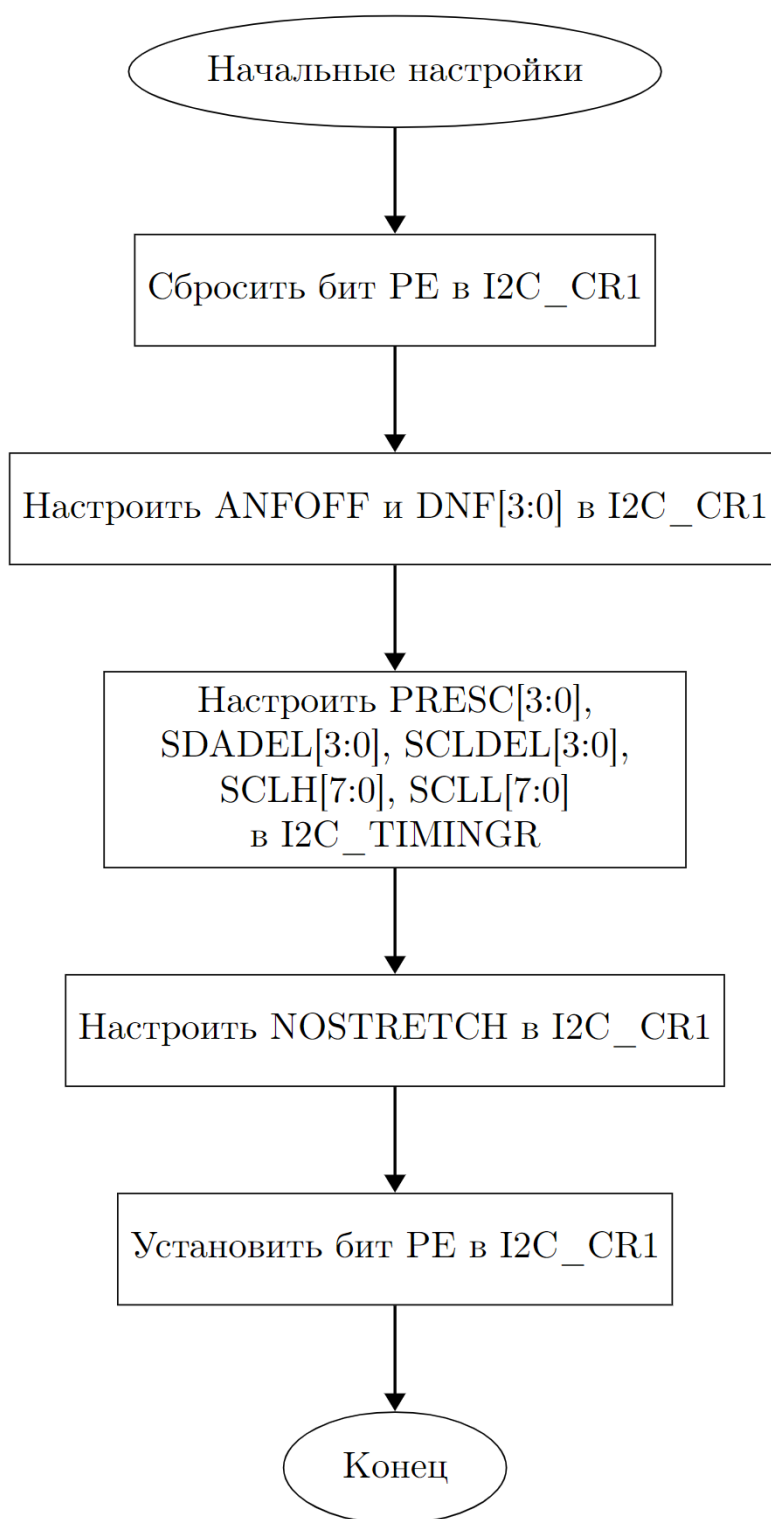 Начальные настройки
Сбросить бит PE в I2C_CR1
Настроить ANFOFF и DNF[3:0] в I2C_CR1
Настроить PRESC[3:0],
SDADEL[3:0], SCLDEL[3:0],
SCLH[7:0], SCLL[7:0]
в I2C_TIMINGR
Настроить NOSTRETCH в I2C_CR1
Установить бит PE в I2C_CR1
Конец